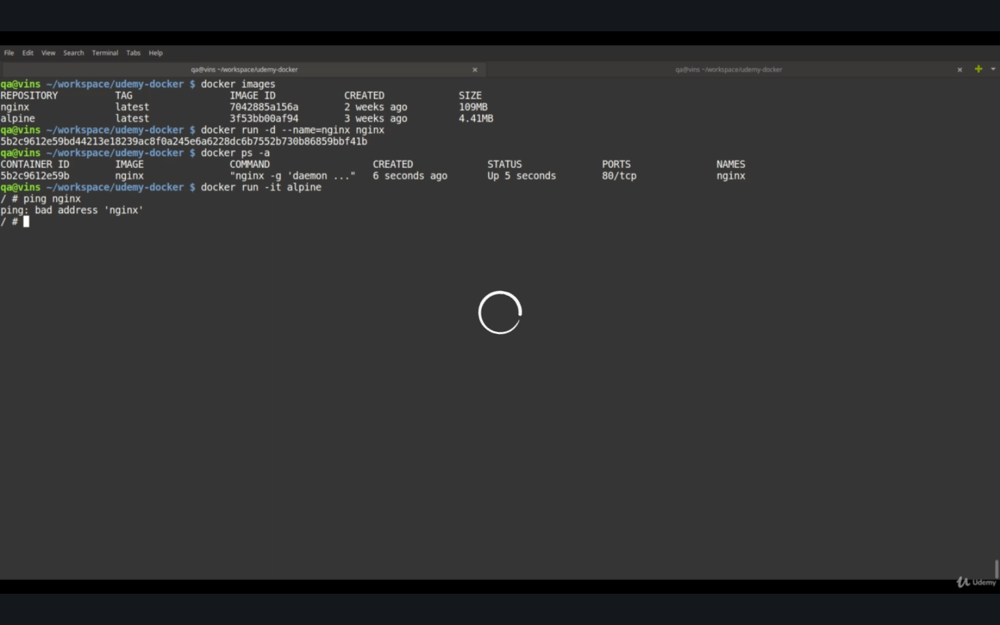 File Edit View Search Terminal Tabs Help
qa@vins ~/workspace/udemy-docker × qa@vins ~/workspace/udemy-docker ×
qa@vins ~/workspace/udemy-docker $ docker images
REPOSITORY TAG IMAGE ID CREATED SIZE
nginx latest 7042885a156a 2 weeks ago 109MB
alpine latest 3f53bb00af94 3 weeks ago 4.41MB
qa@vins ~/workspace/udemy-docker $ docker run -d --name=nginx nginx
5b2c9612e59bd44213e18239ac8f0a245e6a6228dc6b7552b730b86859bbf41b
qa@vins ~/workspace/udemy-docker $ docker ps -a
CONTAINER ID IMAGE COMMAND CREATED STATUS PORTS NAMES
5b2c9612e59b nginx "nginx -g 'daemon ..." 6 seconds ago Up 5 seconds 80/tcp nginx
qa@vins ~/workspace/udemy-docker $ docker run -it alpine
/ # ping nginx
ping: bad address 'nginx'
/ #
Udemy